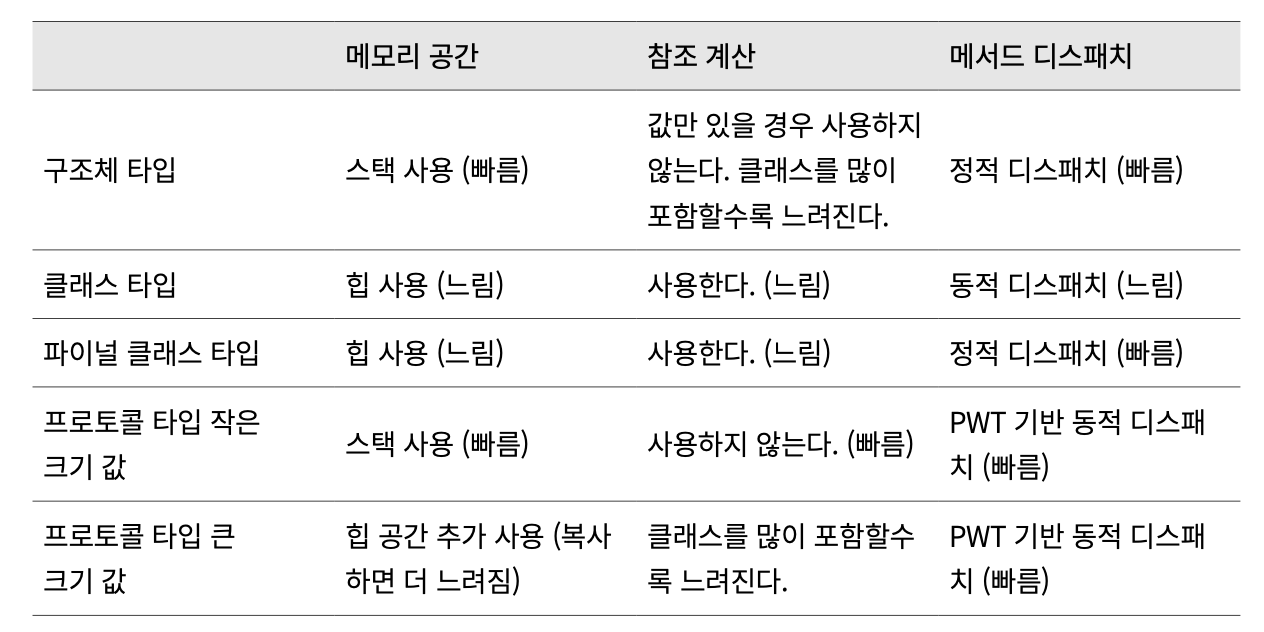 메모리 공간 참조 계산 메서드 디스패치
구조체 타입 스택 사용 (빠름) 값만 있을 경우 사용하지
않는다. 클래스를 많이
포함할수록 느려진다. 정적 디스패치 (빠름)
클래스 타입 힙 사용 (느림) 사용한다. (느림) 동적 디스패치 (느림)
파이널 클래스 타입 힙 사용 (느림) 사용한다. (느림) 정적 디스패치 (빠름)
프로토콜 타입 작은
크기 값 스택 사용 (빠름) 사용하지 않는다. (빠름) PWT 기반 동적 디스패
치 (빠름)
프로토콜 타입 큰
크기 값 힙 공간 추가 사용 (복사
하면 더 느려짐) 클래스를 많이 포함할수
록 느려진다. PWT 기반 동적 디스패
치 (빠름)